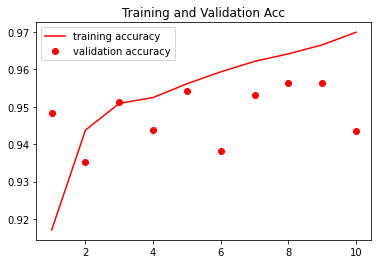 Training and Validation Acc
training accuracy
validation accuracy
0.97
0.96
0.95
0.94
0.93
0.92
2 4 6 8 10